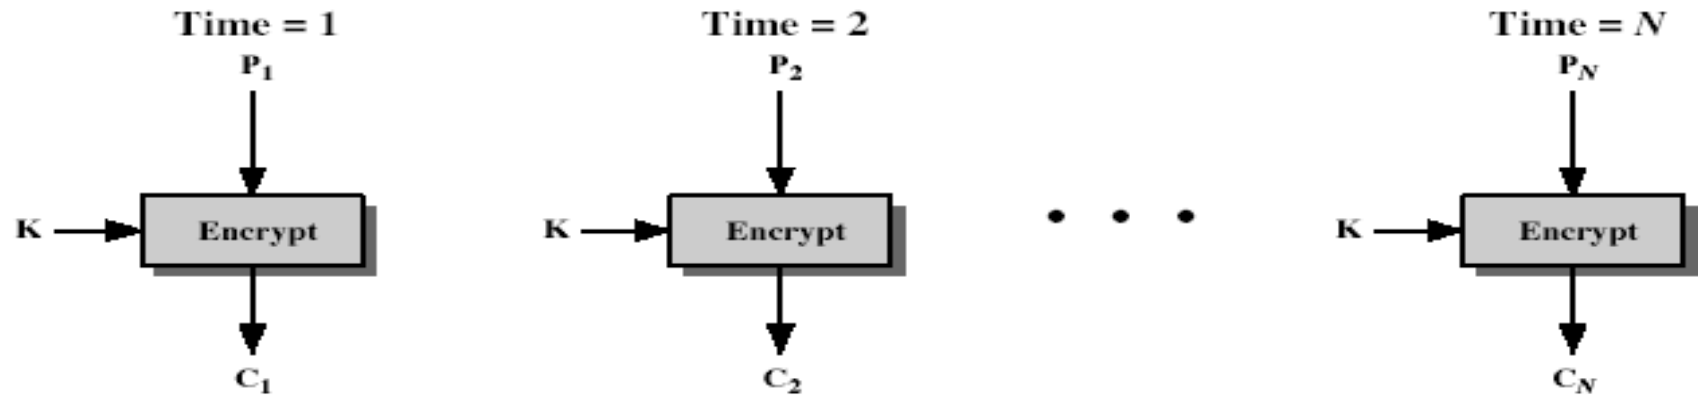 Time = 1 Time = 2 Time = N
P1 P2 PN
K Encrypt K Encrypt K Encrypt
C1 C2 CN